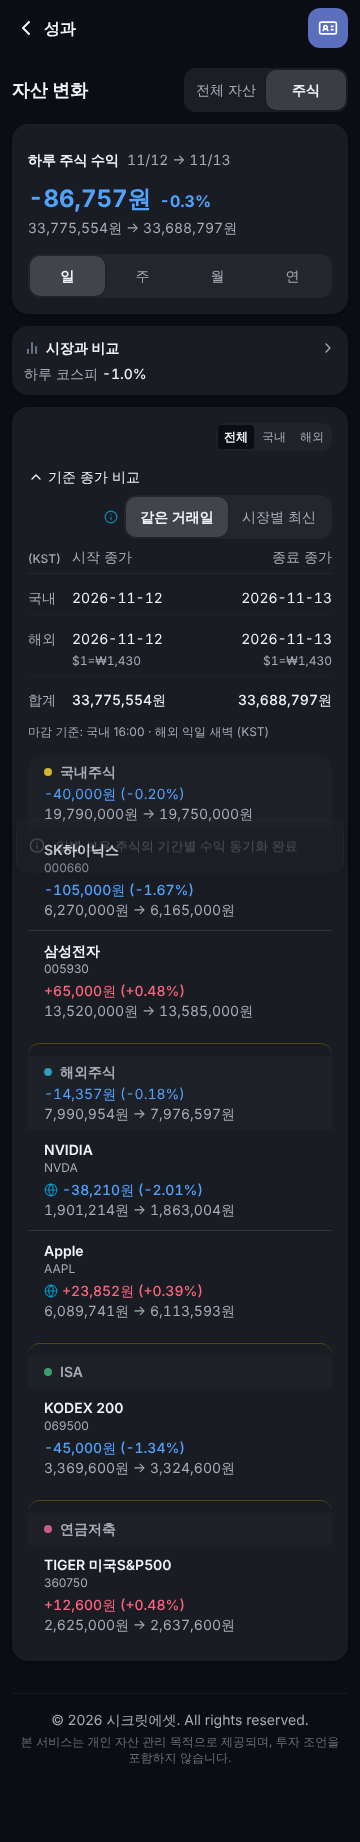 성과
자산 변화
전체 자산 주식
하루 주식 수익 11/12 → 11/13
-86,757원 -0.3%
33,775,554원 → 33,688,797원
일 주 월 연
시장과 비교
하루 코스피 -1.0%
전체 국내 해외
기준 종가 비교
같은 거래일 시장별 최신
(KST) 시작 종가 종료 종가
국내 2026-11-12 2026-11-13
해외 2026-11-12 2026-11-13
$1=₩1,430 $1=₩1,430
합계 33,775,554원 33,688,797원
마감 기준: 국내 16:00 · 해외 익일 새벽 (KST)
국내주식
-40,000원 (-0.20%)
19,790,000원 → 19,750,000원
SK하이닉스
주식의 기간별 수익 동기화 완료
000660
-105,000원 (-1.67%)
6,270,000원 → 6,165,000원
삼성전자
005930
+65,000원 (+0.48%)
13,520,000원 → 13,585,000원
해외주식
-14,357원 (-0.18%)
7,990,954원 → 7,976,597원
NVIDIA
NVDA
-38,210원 (-2.01%)
1,901,214원 → 1,863,004원
Apple
AAPL
+23,852원 (+0.39%)
6,089,741원 → 6,113,593원
ISA
KODEX 200
069500
-45,000원 (-1.34%)
3,369,600원 → 3,324,600원
연금저축
TIGER 미국S&P500
360750
+12,600원 (+0.48%)
2,625,000원 → 2,637,600원
© 2026 시크릿에셋. All rights reserved.
본 서비스는 개인 자산 관리 목적으로 제공되며, 투자 조언을
포함하지 않습니다.